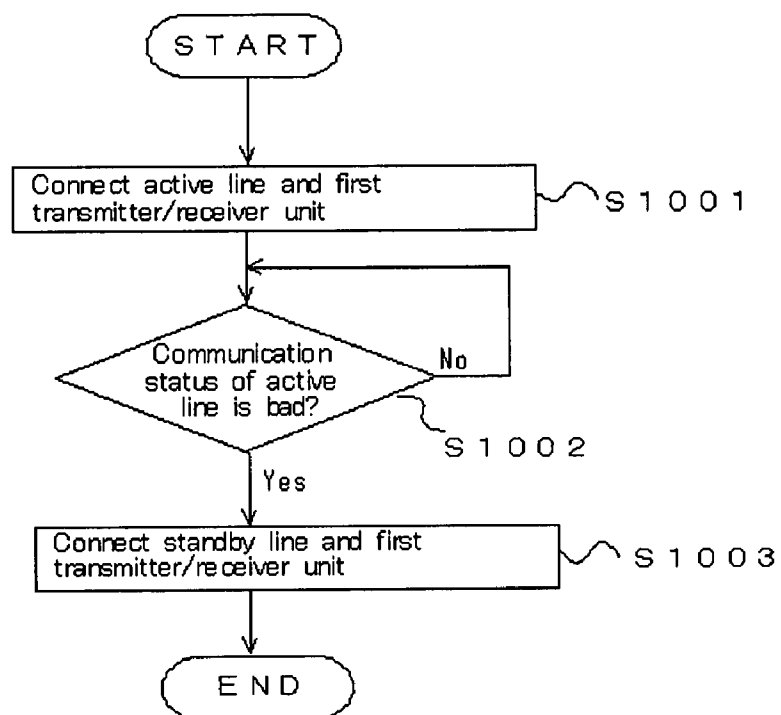 START
Connect active line and first
transmitter/receiver unit
S1001
Communication
status of active
line is bad?
No
S1002
Yes
Connect standby line and first
transmitter/receiver unit
S1003
END